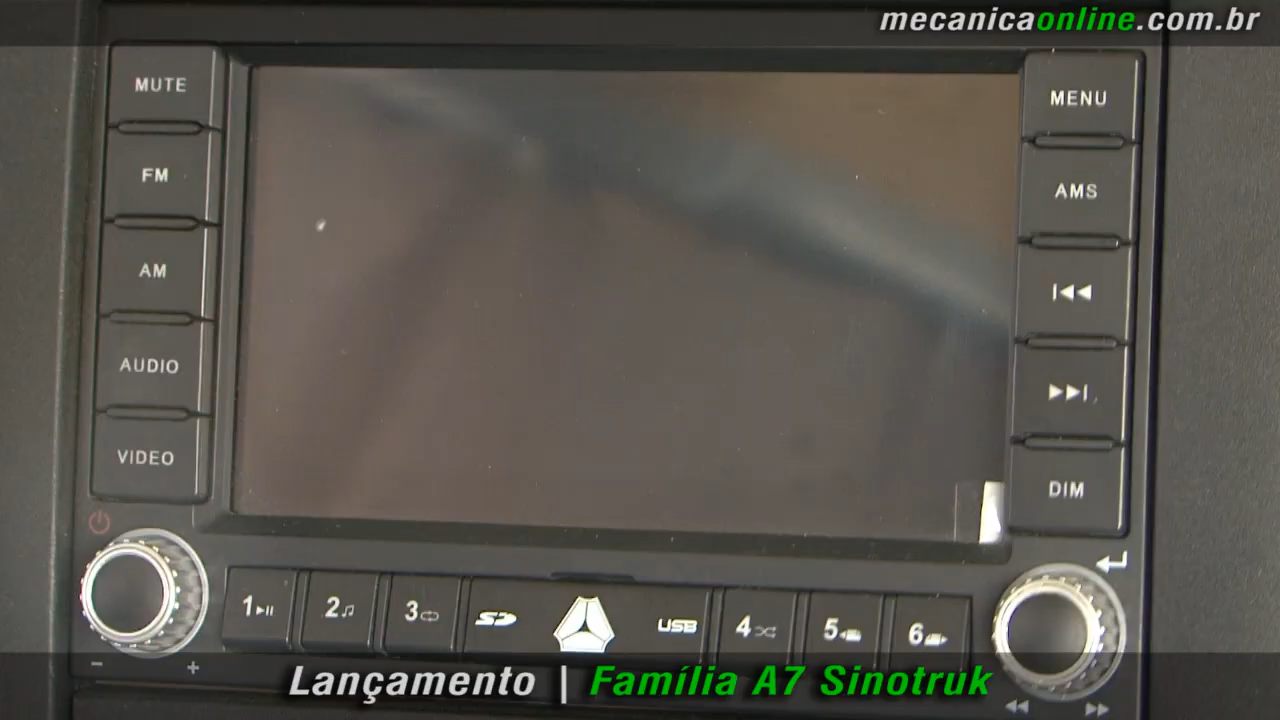 mecanicaonline.com.br
MUTE
MENU
FM
AMS
AM
AUDIO
VIDEO
DIM
1 2 3 SD USB 4 5 6
- +
Lançamento | Família A7 Sinotruk